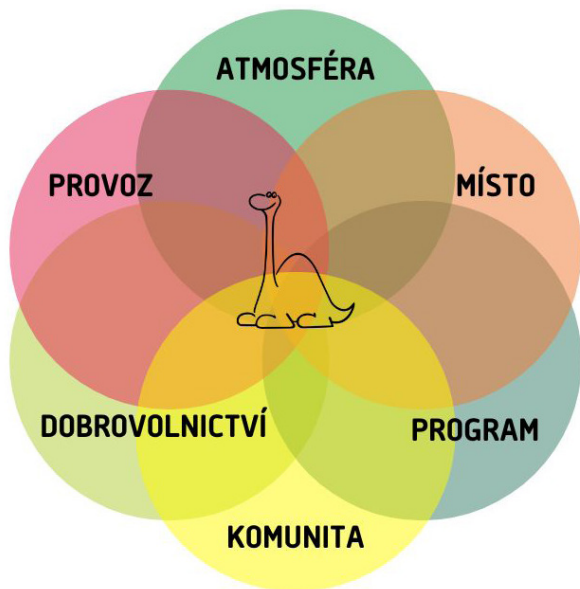 ATMOSFÉRA
PROVOZ
MÍSTO
DOBROVOLNICTVÍ
PROGRAM
KOMUNITA